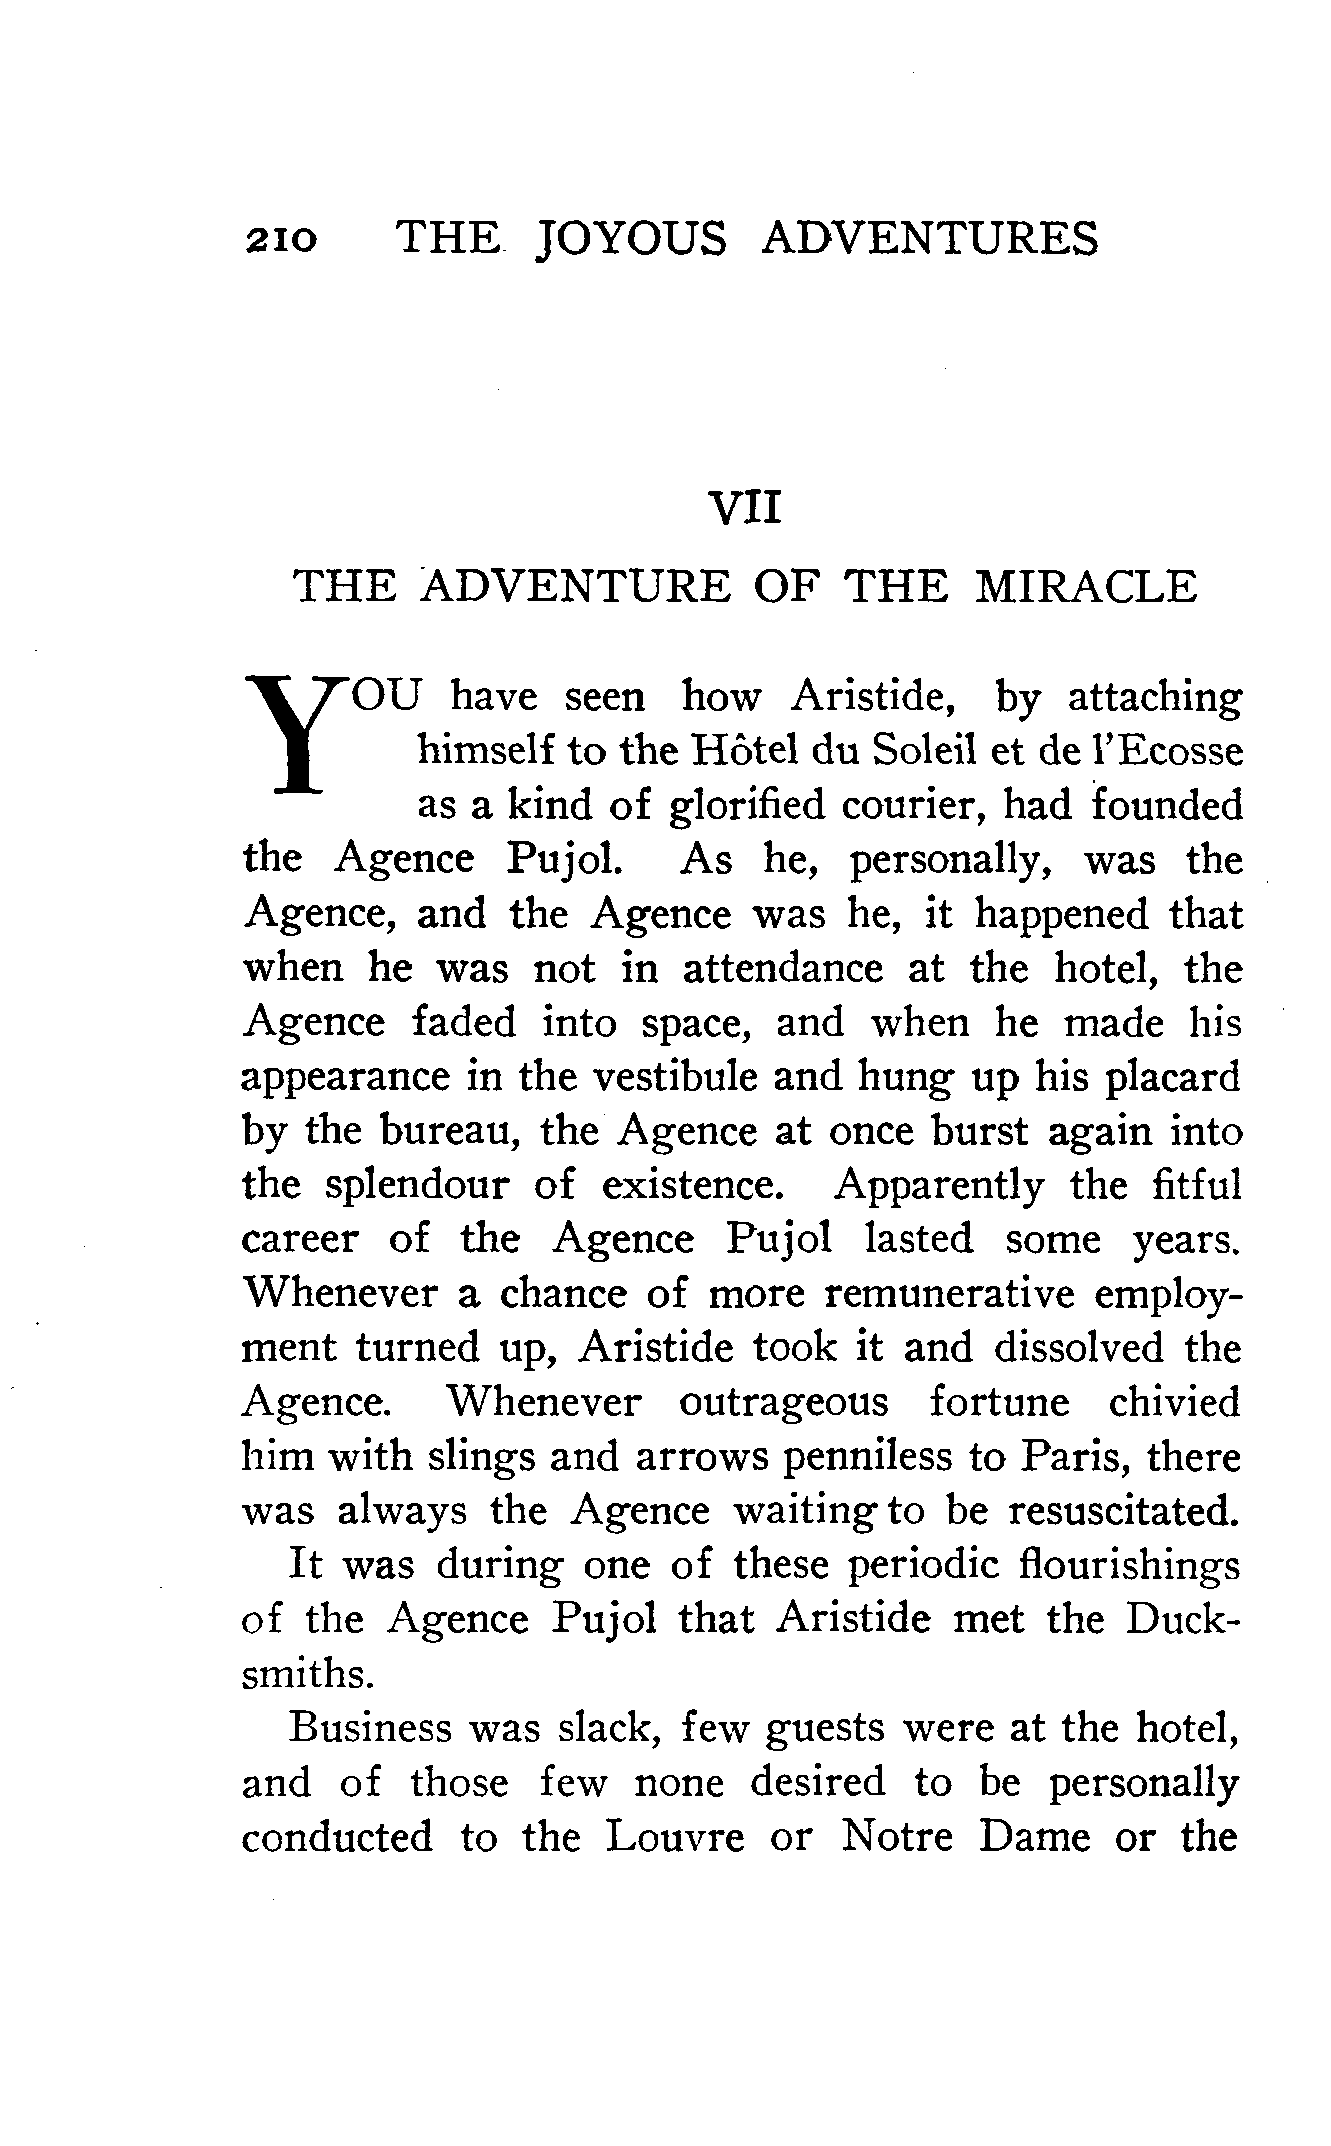 210 THE JOYOUS ADVENTURES
VII
THE ADVENTURE OF THE MIRACLE
YOU have seen how Aristide, by attaching
himself to the Hôtel du Soleil et de l'Ecosse
as a kind of glorified courier, had founded
the Agence Pujol. As he, personally, was the
Agence, and the Agence was he, it happened that
when he was not in attendance at the hotel, the
Agence faded into space, and when he made his
appearance in the vestibule and hung up his placard
by the bureau, the Agence at once burst again into
the splendour of existence. Apparently the fitful
career of the Agence Pujol lasted some years.
Whenever a chance of more remunerative employ-
ment turned up, Aristide took it and dissolved the
Agence. Whenever outrageous fortune chivied
him with slings and arrows penniless to Paris, there
was always the Agence waiting to be resuscitated.
It was during one of these periodic flourishings
of the Agence Pujol that Aristide met the Duck-
smiths.
Business was slack, few guests were at the hotel,
and of those few none desired to be personally
conducted to the Louvre or Notre Dame or the